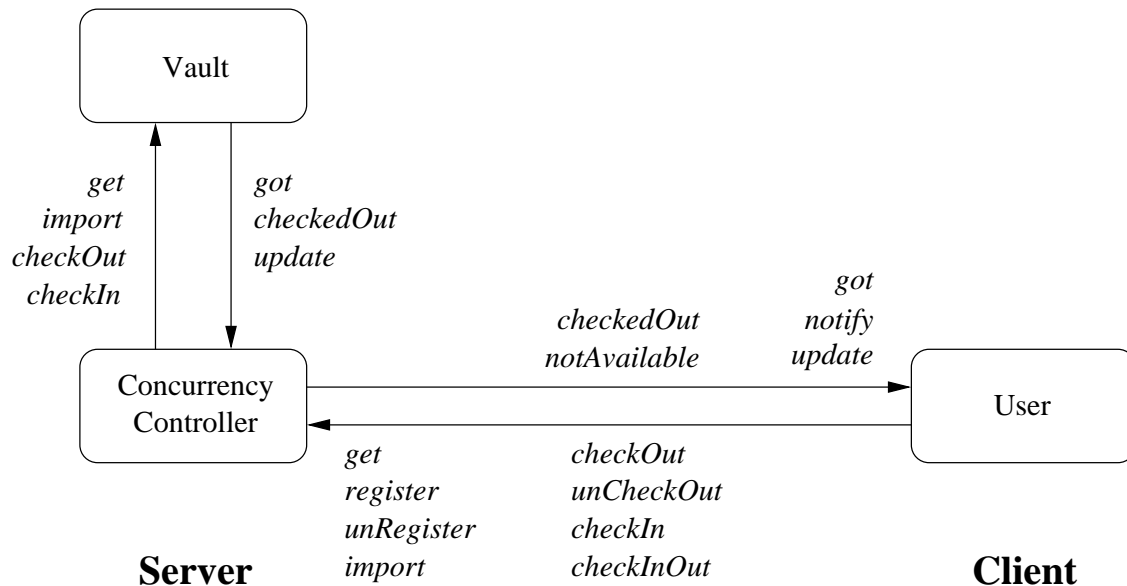 Vault
get
import
checkOut
checkIn
got
checkedOut
update
checkedOut
notAvailable
got
notify
update
Concurrency
Controller
User
get
register
unRegister
import
checkOut
unCheckOut
checkIn
checkInOut
Server
Client